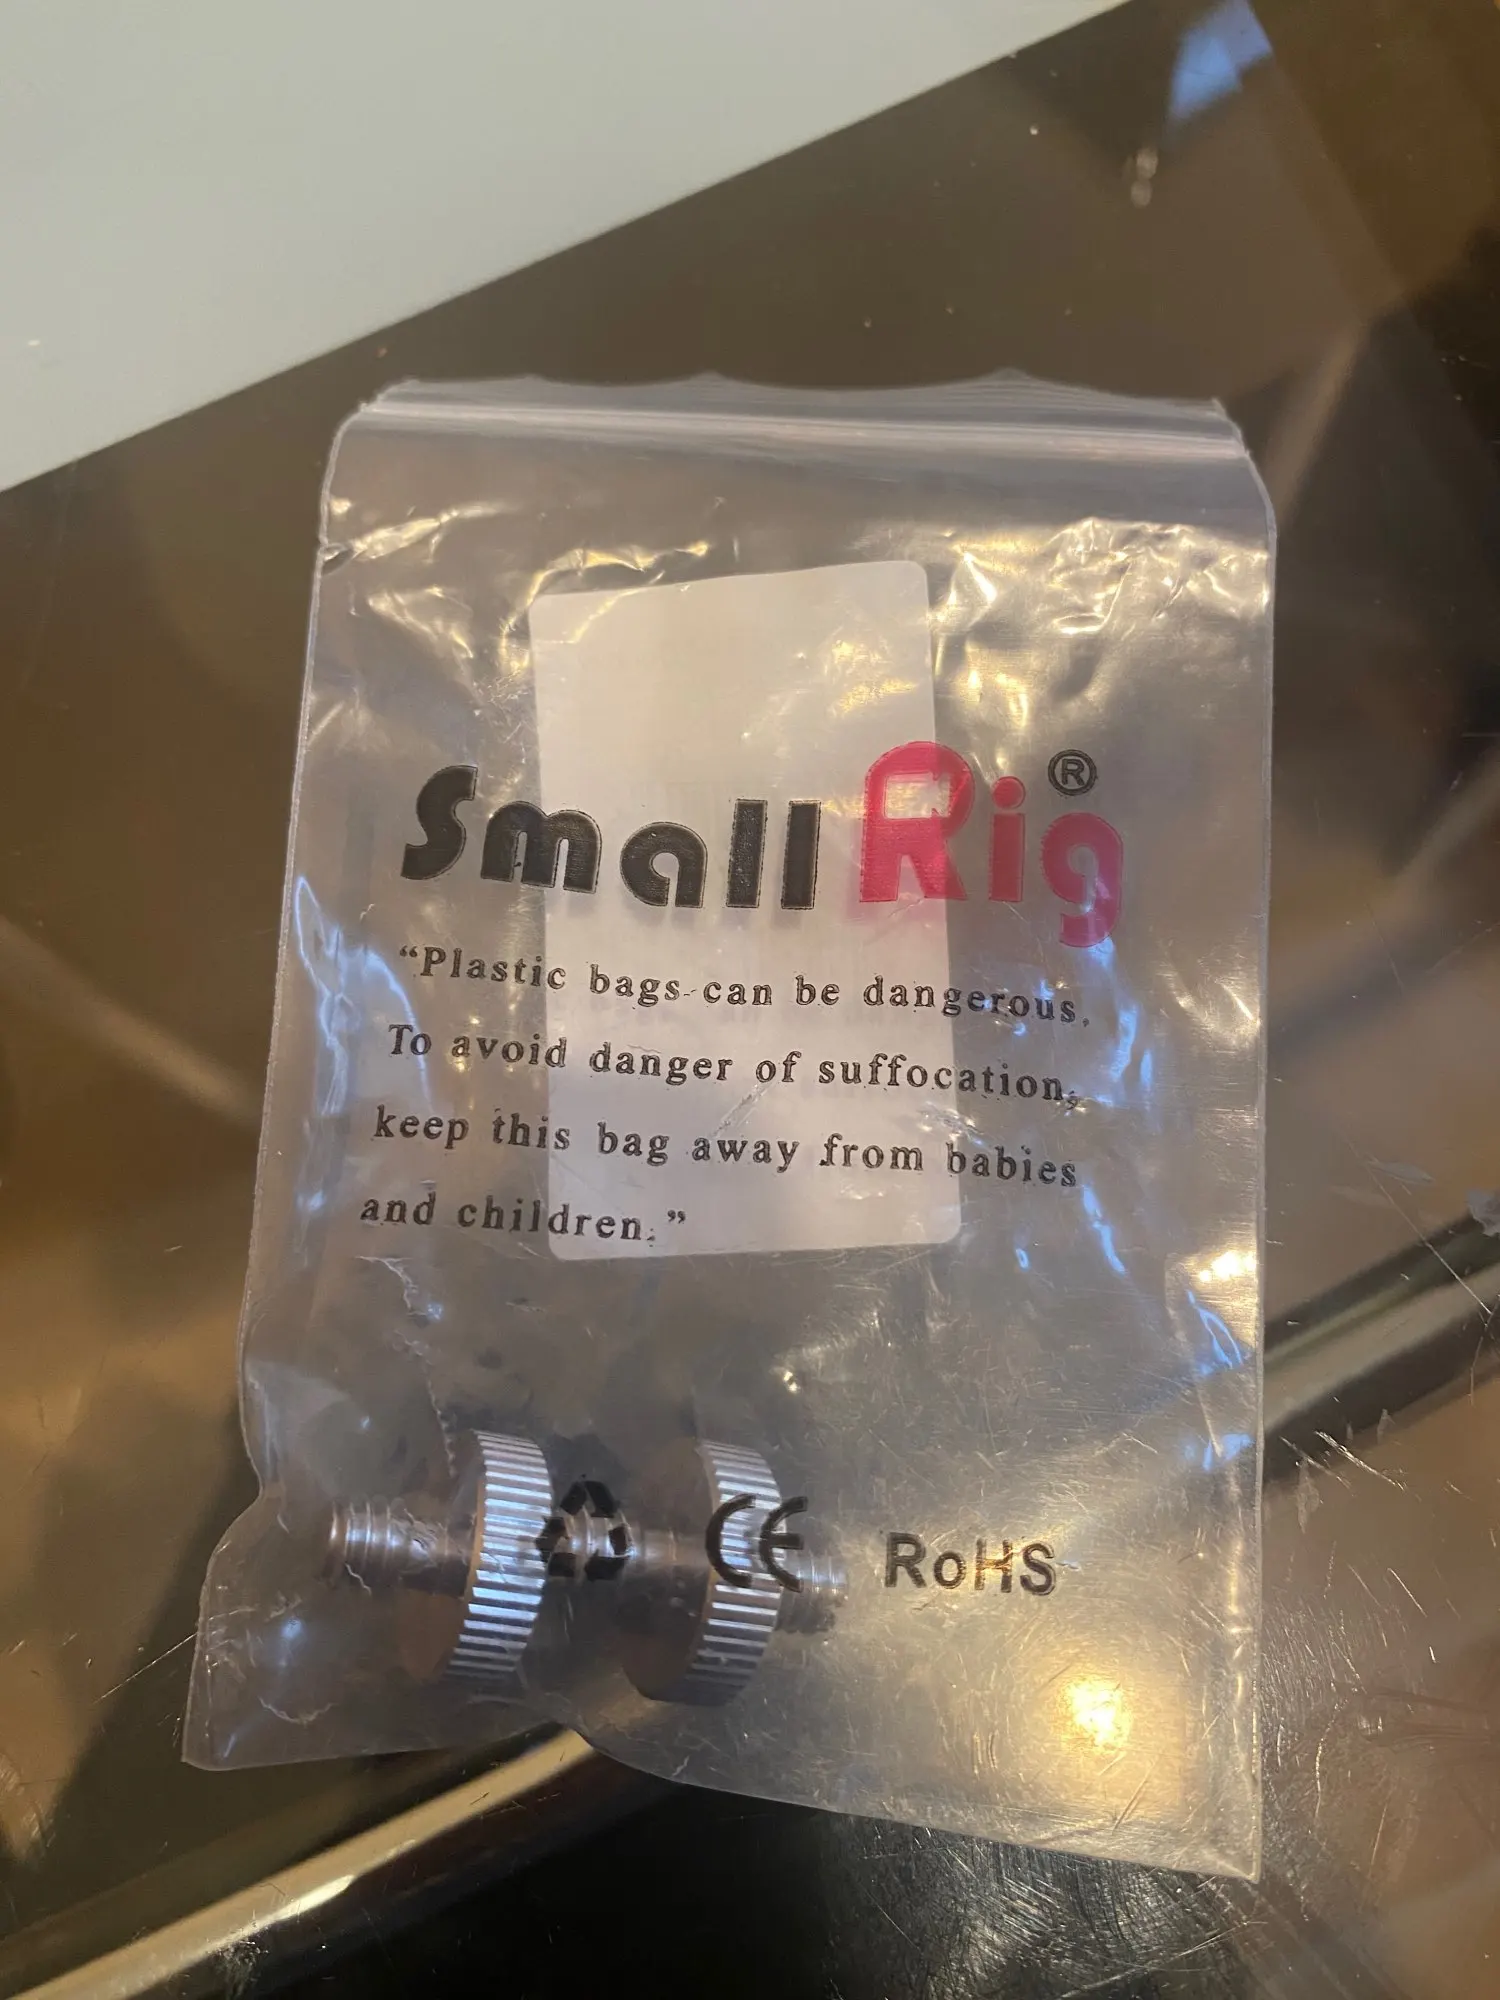 SmallRig®
“Plastic bags can be dangerous.
To avoid danger of suffocation,
keep this bag away from babies
and children.”
CE RoHS